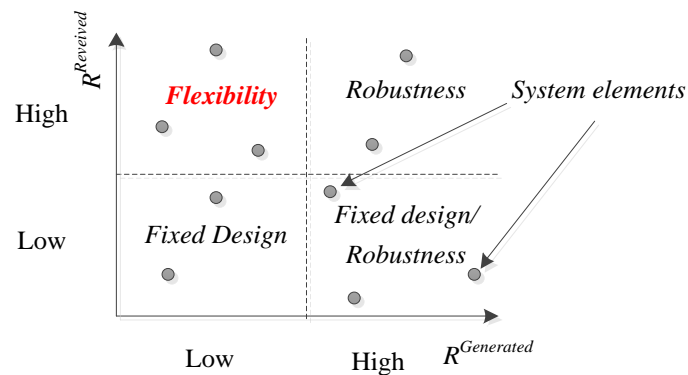 R^Reveived
Flexibility
Robustness
System elements
High
Fixed Design
Fixed design/
Robustness
Low
Low
High
R^Generated